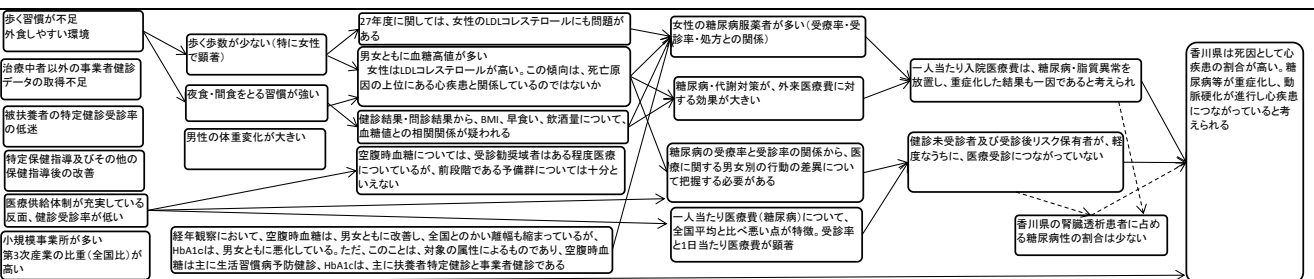 歩く習慣が不足
外食しやすい環境
治療中者以外の事業者健診
データの取得不足
被扶養者の特定健診受診率
の低迷
特定保健指導及びその他の
保健指導後の改善
医療供給体制が充実している
反面、健診受診率が低い
小規模事業所が多い
第3次産業の比重(全国比)が
高い
歩く歩数が少ない(特に女性
で顕著)
夜食・間食をとる習慣が強い
男性の体重変化が大きい
27年度に関しては、女性のLDLコレステロールにも問題が
ある
男女ともに血糖高値が多い
女性はLDLコレステロールが高い。この傾向は、死亡原
因の上位にある心疾患と関係しているのではないか
健診結果・問診結果から、BMI、早食い、飲酒量について、
血糖値との相関関係が疑われる
空腹時血糖については、受診勧奨域者はある程度医療
についているが、前段階である予備群については十分と
いえない
経年観察において、空腹時血糖は、男女ともに改善し、全国とのかい離幅も縮まっているが、
HbA1cは、男女ともに悪化している。ただ、このことは、対象の属性によるものであり、空腹時血
糖は主に生活習慣病予防健診、HbA1cは、主に扶養者特定健診と事業者健診である
女性の糖尿病服薬者が多い(受療率・受
診率・処方との関係)
糖尿病・代謝対策が、外来医療費に対
する効果が大きい
糖尿病の受療率と受診率の関係から、医
療に関する男女別の行動の差異につい
て把握する必要がある
一人当たり医療費(糖尿病)について、
全国平均と比べ悪い点が特徴。受診率
と1日当たり医療費が顕著
一人当たり入院医療費は、糖尿病・脂質異常を
放置し、重症化した結果も一因であると考えられ
健診未受診者及び受診後リスク保有者が、軽
度なうちに、医療受診につながっていない
香川県の腎臓透析患者に占め
る糖尿病性の割合は少ない
香川県は死因として心
疾患の割合が高い。糖
尿病等が重症化し、動
脈硬化が進行し心疾患
につながっていると考
えられる